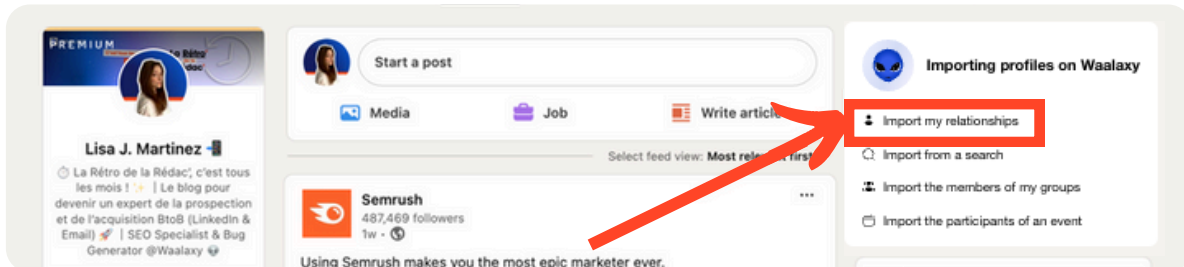 PREMIUM
La Rétro
Lisa J. Martinez
La Rétro de la Rédac', c'est tous
les mois ! | Le blog pour
devenir un expert de la prospection
et de l'acquisition BtoB (LinkedIn &
Email) | SEO Specialist & Bug
Generator @Waalaxy
Start a post
Media
Job
Write article
Select feed view: Most relevant first
Semrush
487,469 followers
1w •
Using Semrush makes you the most epic marketer ever.
Importing profiles on Waalaxy
Import my relationships
Import from a search
Import the members of my groups
Import the participants of an event